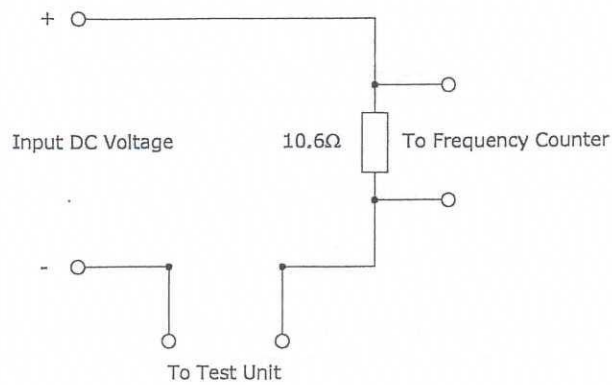 +
Input DC Voltage
10.6Ω
To Frequency Counter
-
To Test Unit